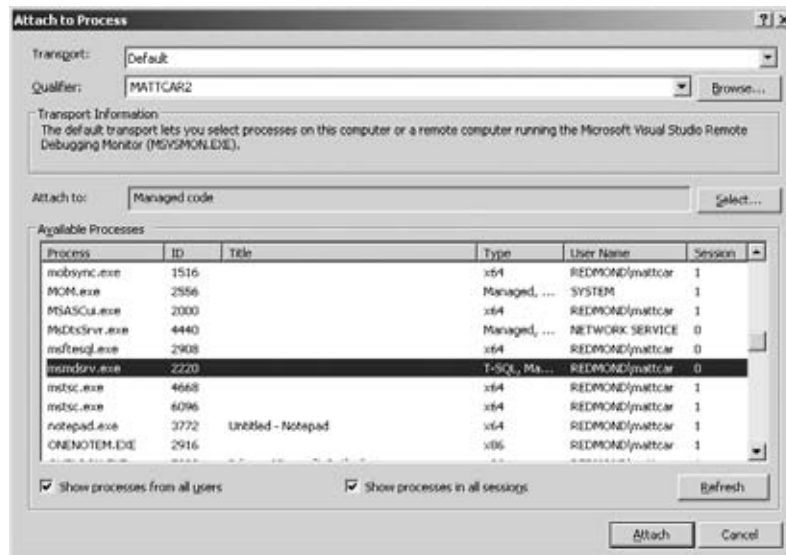 Attach to Process
Transport: Default
Qualifier: MATTCAR2 Browse...
Transport Information
The default transport lets you select processes on this computer or a remote computer running the Microsoft Visual Studio Remote
Debugging Monitor (MSVSMON.EXE).
Attach to: Managed code Select...
Available Processes
Process ID Title Type User Name Session
mobsync.exe 1516 x64 REDMOND\mattcar 1
MOM.exe 2556 Managed, ... SYSTEM 1
MSASCui.exe 2000 x64 REDMOND\mattcar 1
MsDtsSrvr.exe 4440 Managed, ... NETWORK SERVICE 0
msftesql.exe 2908 x64 REDMOND\mattcar 0
msmdsrv.exe 2220 T-SQL, Ma... REDMOND\mattcar 0
mstsc.exe 4668 x64 REDMOND\mattcar 1
mstsc.exe 6096 x64 REDMOND\mattcar 1
notepad.exe 3772 Untitled - Notepad x64 REDMOND\mattcar 1
ONENOTEM.EXE 2916 x86 REDMOND\mattcar 1
Show processes from all users Show processes in all sessions Refresh
Attach Cancel